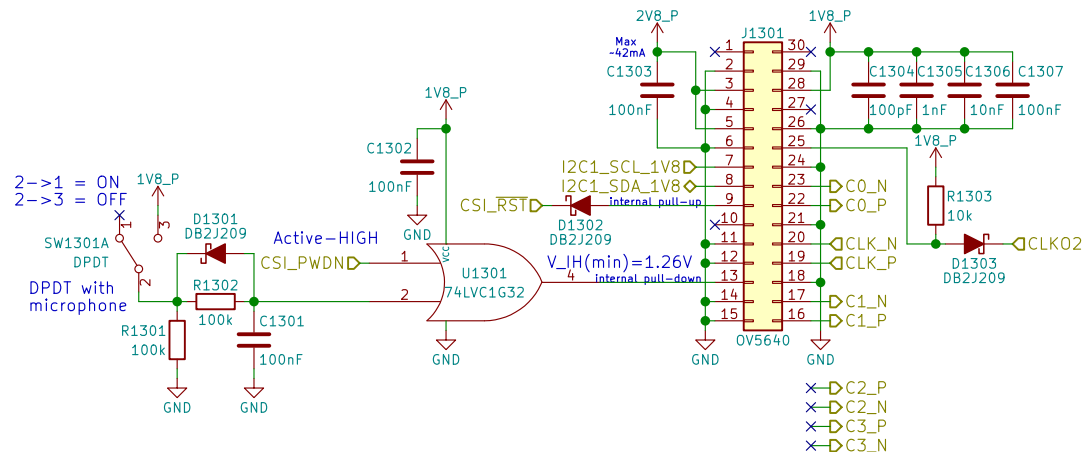 2V8_P
1V8_P
Max
~42mA
J1301
C1303
100nF
C1304
100pF
C1305
1nF
C1306
10nF
C1307
100nF
1
2
3
4
5
6
7
8
9
10
11
12
13
14
15
30
29
28
27
26
25
24
23
22
21
20
19
18
17
16
OV5640
GND
GND
1V8_P
C1302
100nF
GND
I2C1_SCL_1V8
I2C1_SDA_1V8
CSI_RST
internal pull-up
D1302
DB2J209
C0_N
C0_P
CLK_N
CLK_P
C1_N
C1_P
1V8_P
R1303
10k
D1303
DB2J209
CLKO2
2->1 = ON
2->3 = OFF
1V8_P
1
3
2
SW1301A
DPDT
DPDT with
microphone
D1301
DB2J209
R1302
100k
R1301
100k
C1301
100nF
GND
GND
Active-HIGH
CSI_PWDN
1
2
VCC
U1301
74LVC1G32
4
GND
V_IH(min)=1.26V
internal pull-down
C2_P
C2_N
C3_P
C3_N